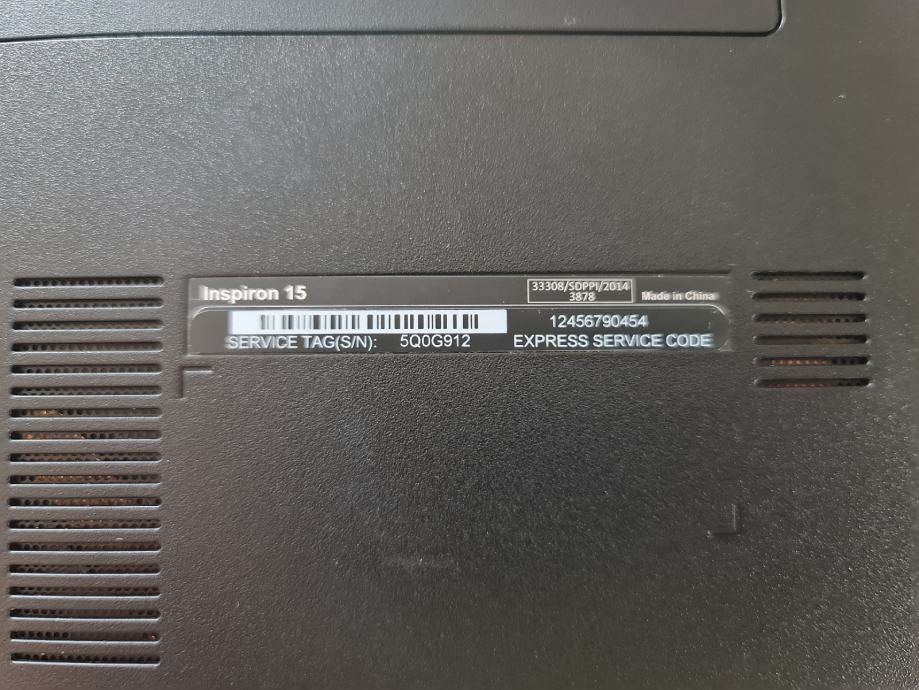 Inspiron 15
33308/SDPPI/2014
3878
Made in China
12456790454
SERVICE TAG(S/N): 5Q0G912
EXPRESS SERVICE CODE